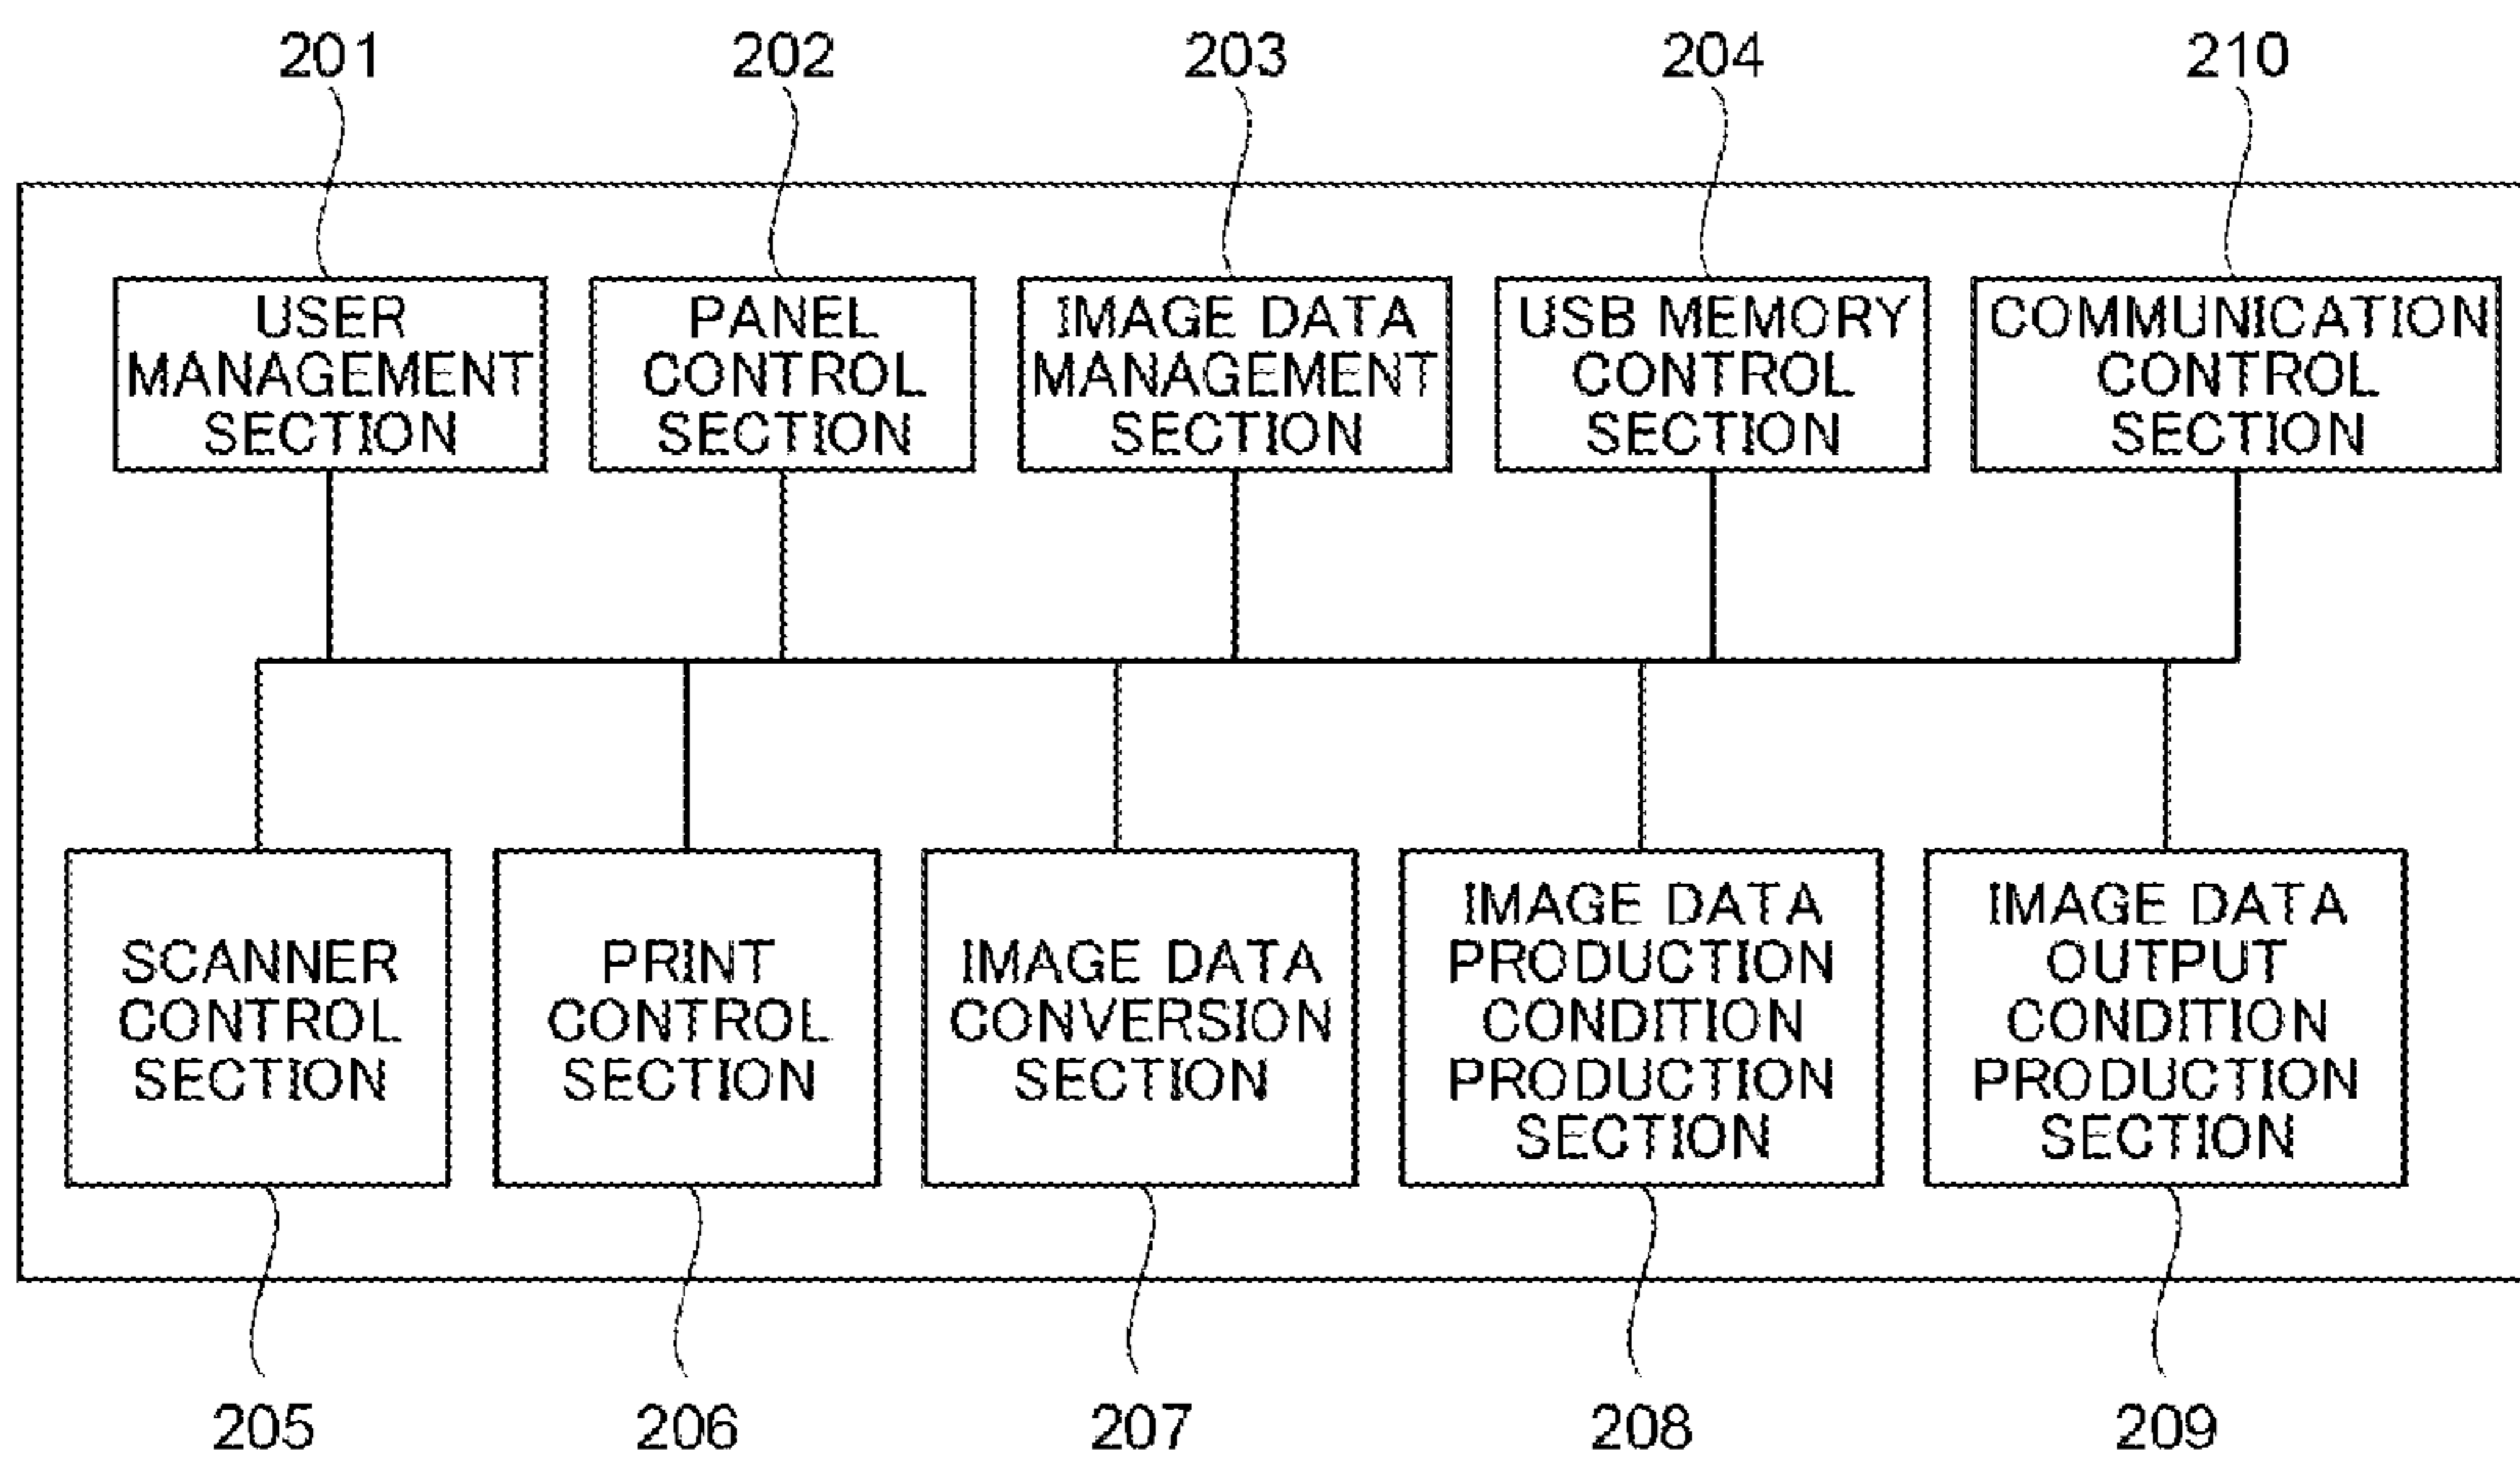 201
202
203
204
210
USER
MANAGEMENT
SECTION
PANEL
CONTROL
SECTION
IMAGE DATA
MANAGEMENT
SECTION
USB MEMORY
CONTROL
SECTION
COMMUNICATION
CONTROL
SECTION
SCANNER
CONTROL
SECTION
PRINT
CONTROL
SECTION
IMAGE DATA
CONVERSION
SECTION
IMAGE DATA
PRODUCTION
CONDITION
PRODUCTION
SECTION
IMAGE DATA
OUTPUT
CONDITION
PRODUCTION
SECTION
205
206
207
208
209